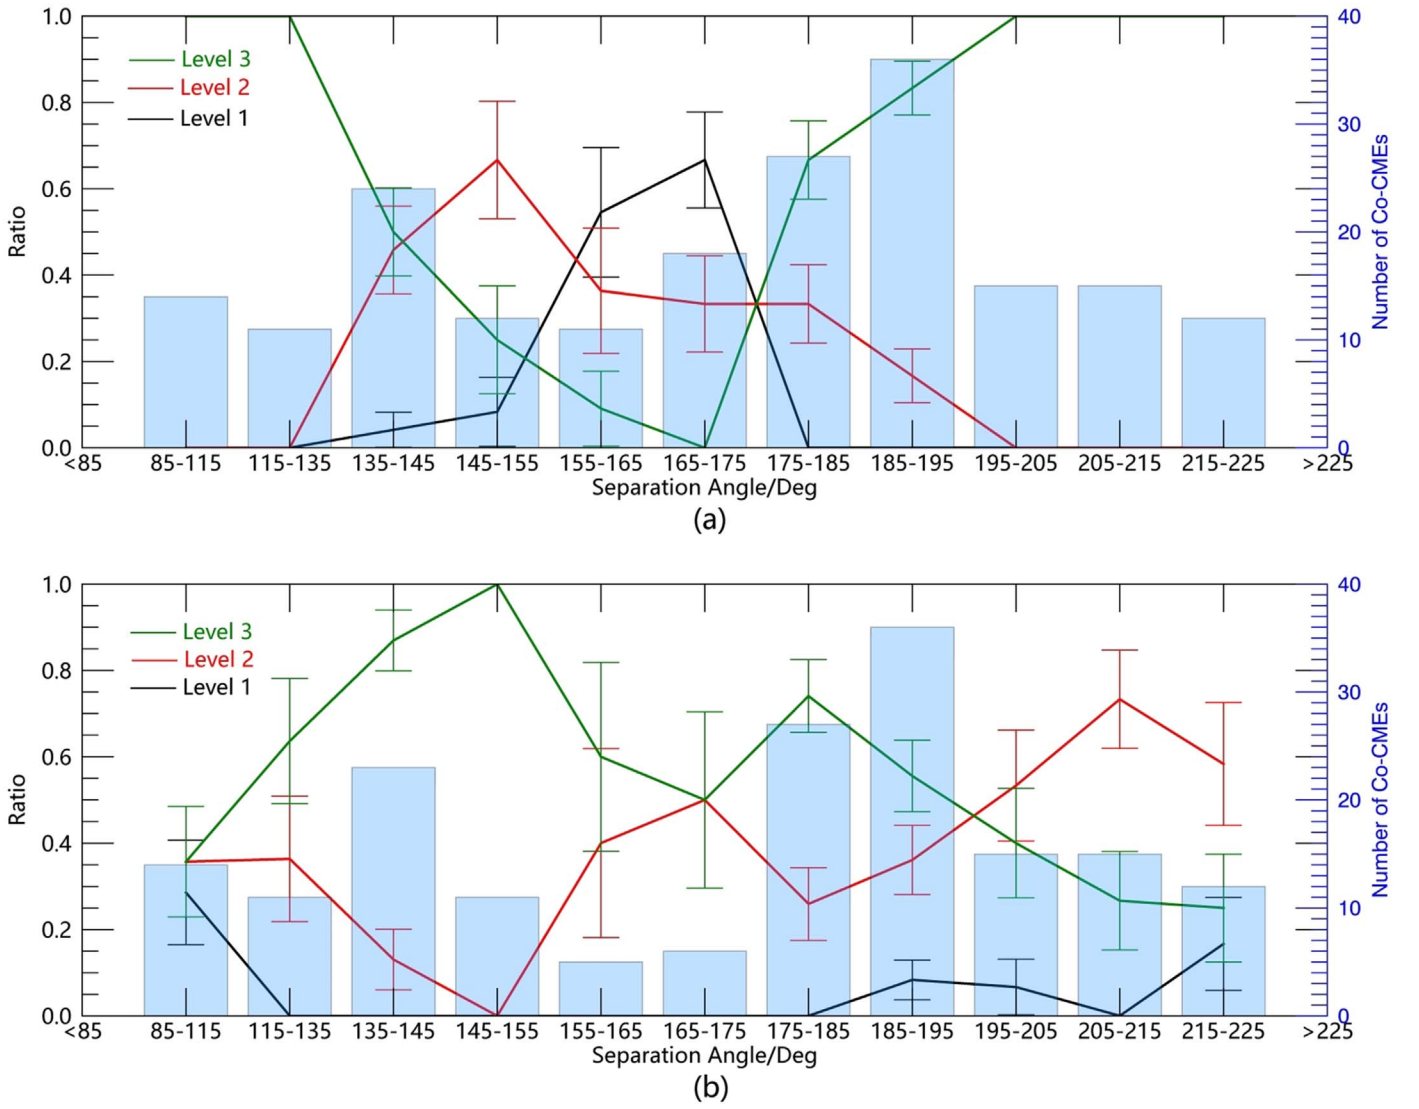 1.0
0.8
0.6
0.4
0.2
0.0
Ratio
Level 3
Level 2
Level 1
40
30
20
10
0
Number of Co-CMEs
<85 85-115 115-135 135-145 145-155 155-165 165-175 175-185 185-195 195-205 205-215 215-225 >225
Separation Angle/Deg
(a)
1.0
0.8
0.6
0.4
0.2
0.0
Ratio
Level 3
Level 2
Level 1
40
30
20
10
0
Number of Co-CMEs
<85 85-115 115-135 135-145 145-155 155-165 165-175 175-185 185-195 195-205 205-215 215-225 >225
Separation Angle/Deg
(b)